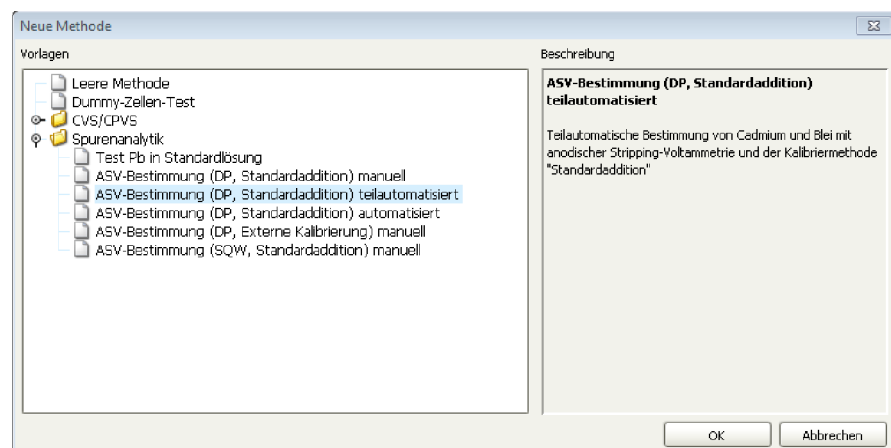 Neue Methode
Vorlagen
Leere Methode
Dummy-Zellen-Test
CVS/CPVS
Spurenanalytik
Test Pb in Standardlösung
ASV-Bestimmung (DP, Standardaddition) manuell
ASV-Bestimmung (DP, Standardaddition) teilautomatisiert
ASV-Bestimmung (DP, Standardaddition) automatisiert
ASV-Bestimmung (DP, Externe Kalibrierung) manuell
ASV-Bestimmung (SQW, Standardaddition) manuell
Beschreibung
ASV-Bestimmung (DP, Standardaddition)
teilautomatisiert
Teilautomatische Bestimmung von Cadmium und Blei mit
anodischer Stripping-Voltammetrie und der Kalibriermethode
"Standardaddition"
OK
Abbrechen